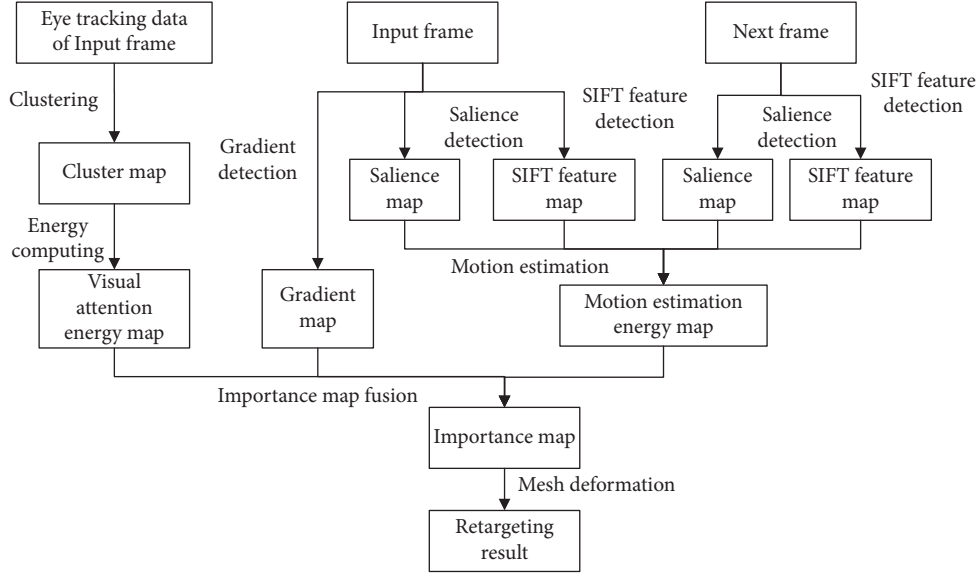 Eye tracking data
of Input frame
Input frame
Next frame
Clustering
Gradient
detection
Salience
detection
SIFT feature
detection
Salience
detection
SIFT feature
detection
Cluster map
Salience
map
SIFT feature
map
Salience
map
SIFT feature
map
Energy
computing
Motion estimation
Visual
attention
energy map
Gradient
map
Motion estimation
energy map
Importance map fusion
Importance map
Mesh deformation
Retargeting
result